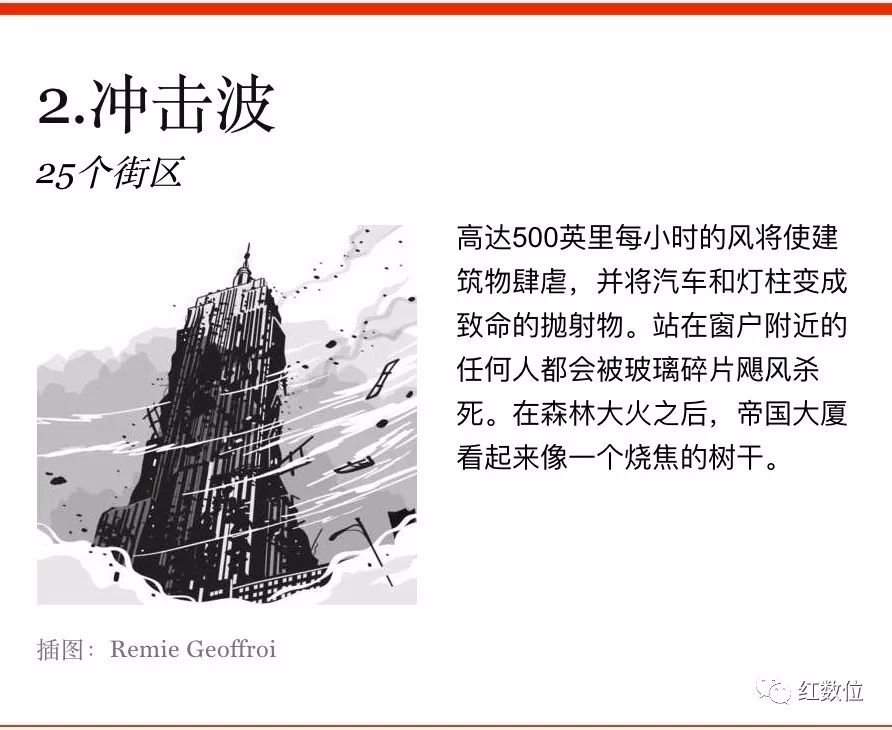 2.冲击波
25个街区
高达500英里每小时的风将使建
筑物肆虐，并将汽车和灯柱变成
致命的抛射物。站在窗户附近的
任何人都会被玻璃碎片飓风杀
死。在森林大火之后，帝国大厦
看起来像一个烧焦的树干。
插图：Remie Geoffroi
红数位